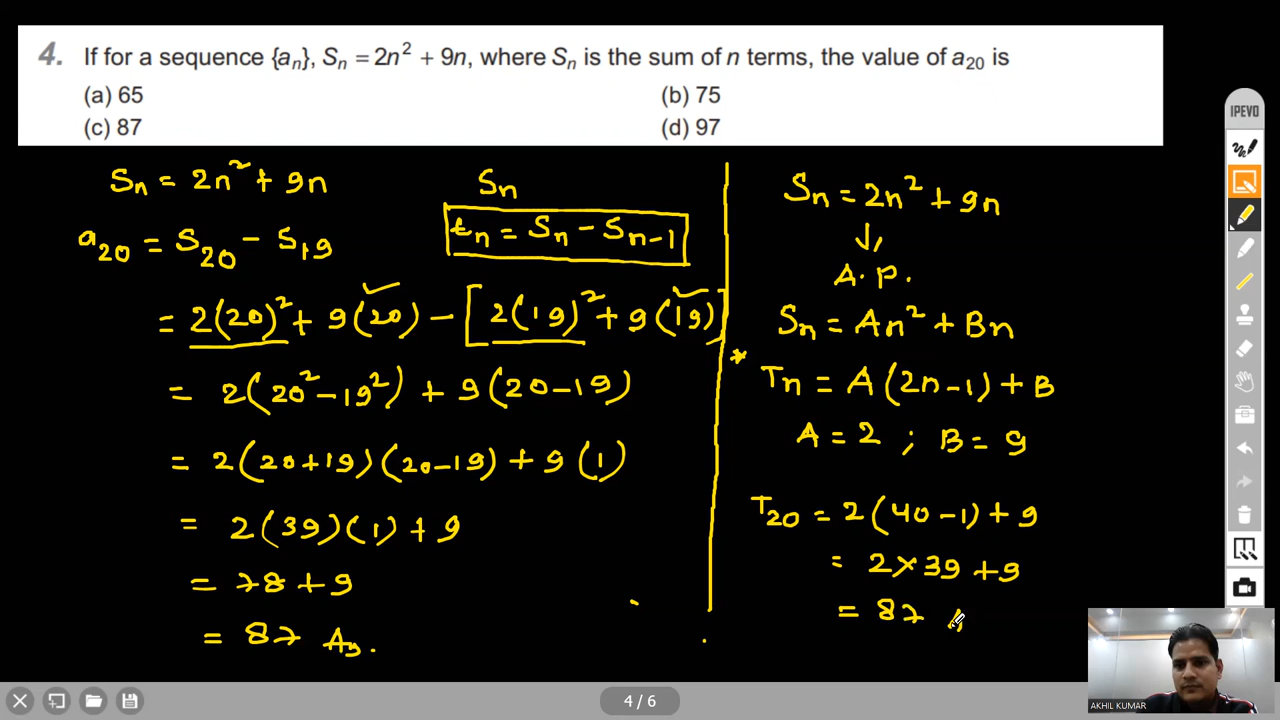 4. If for a sequence {aₙ}, Sₙ = 2n² + 9n, where Sₙ is the sum of n terms, the value of a₂₀ is
(a) 65 (b) 75
(c) 87 (d) 97
Sₙ = 2n² + 9n
a₂₀ = S₂₀ − S₁₉
Sₙ
tₙ = Sₙ − Sₙ₋₁
= 2(20)² + 9(20) − [2(19)² + 9(19)]
= 2(20² − 19²) + 9(20 − 19)
= 2(20+19)(20−19) + 9(1)
= 2(39)(1) + 9
= 78 + 9
= 87 As.
Sₙ = 2n² + 9n
A.P.
Sₙ = An² + Bn
* Tₙ = A(2n − 1) + B
A = 2 ; B = 9
T₂₀ = 2(40 − 1) + 9
= 2 × 39 + 9
= 87
IPEVO
4 / 6
AKHIL KUMAR